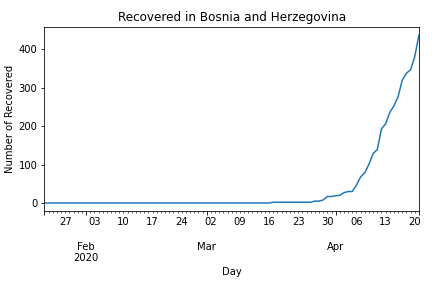 Recovered in Bosnia and Herzegovina
Number of Recovered
400
300
200
100
0
27 03 10 17 24 02 09 16 23 30 06 13 20
Feb Mar Apr
2020
Day